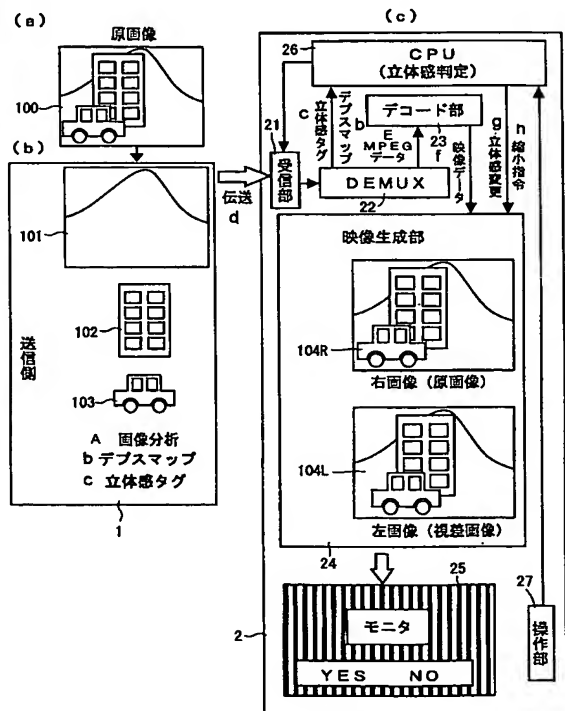 (a)
原画像
100
(b)
101
102
103
送信側
A 画像分析
b デプスマップ
c 立体感タグ
1
伝送
d
(c)
26
CPU
(立体感判定)
21
受信部
c 立体感タグ
b デプスマップ
E
MPEG
データ
デコード部
23
f
映像データ
g 立体感変更
h 縮小指令
DEMUX
22
映像生成部
104R
右画像(原画像)
104L
左画像(視差画像)
24
25
モニタ
YES NO
2
27
操作部